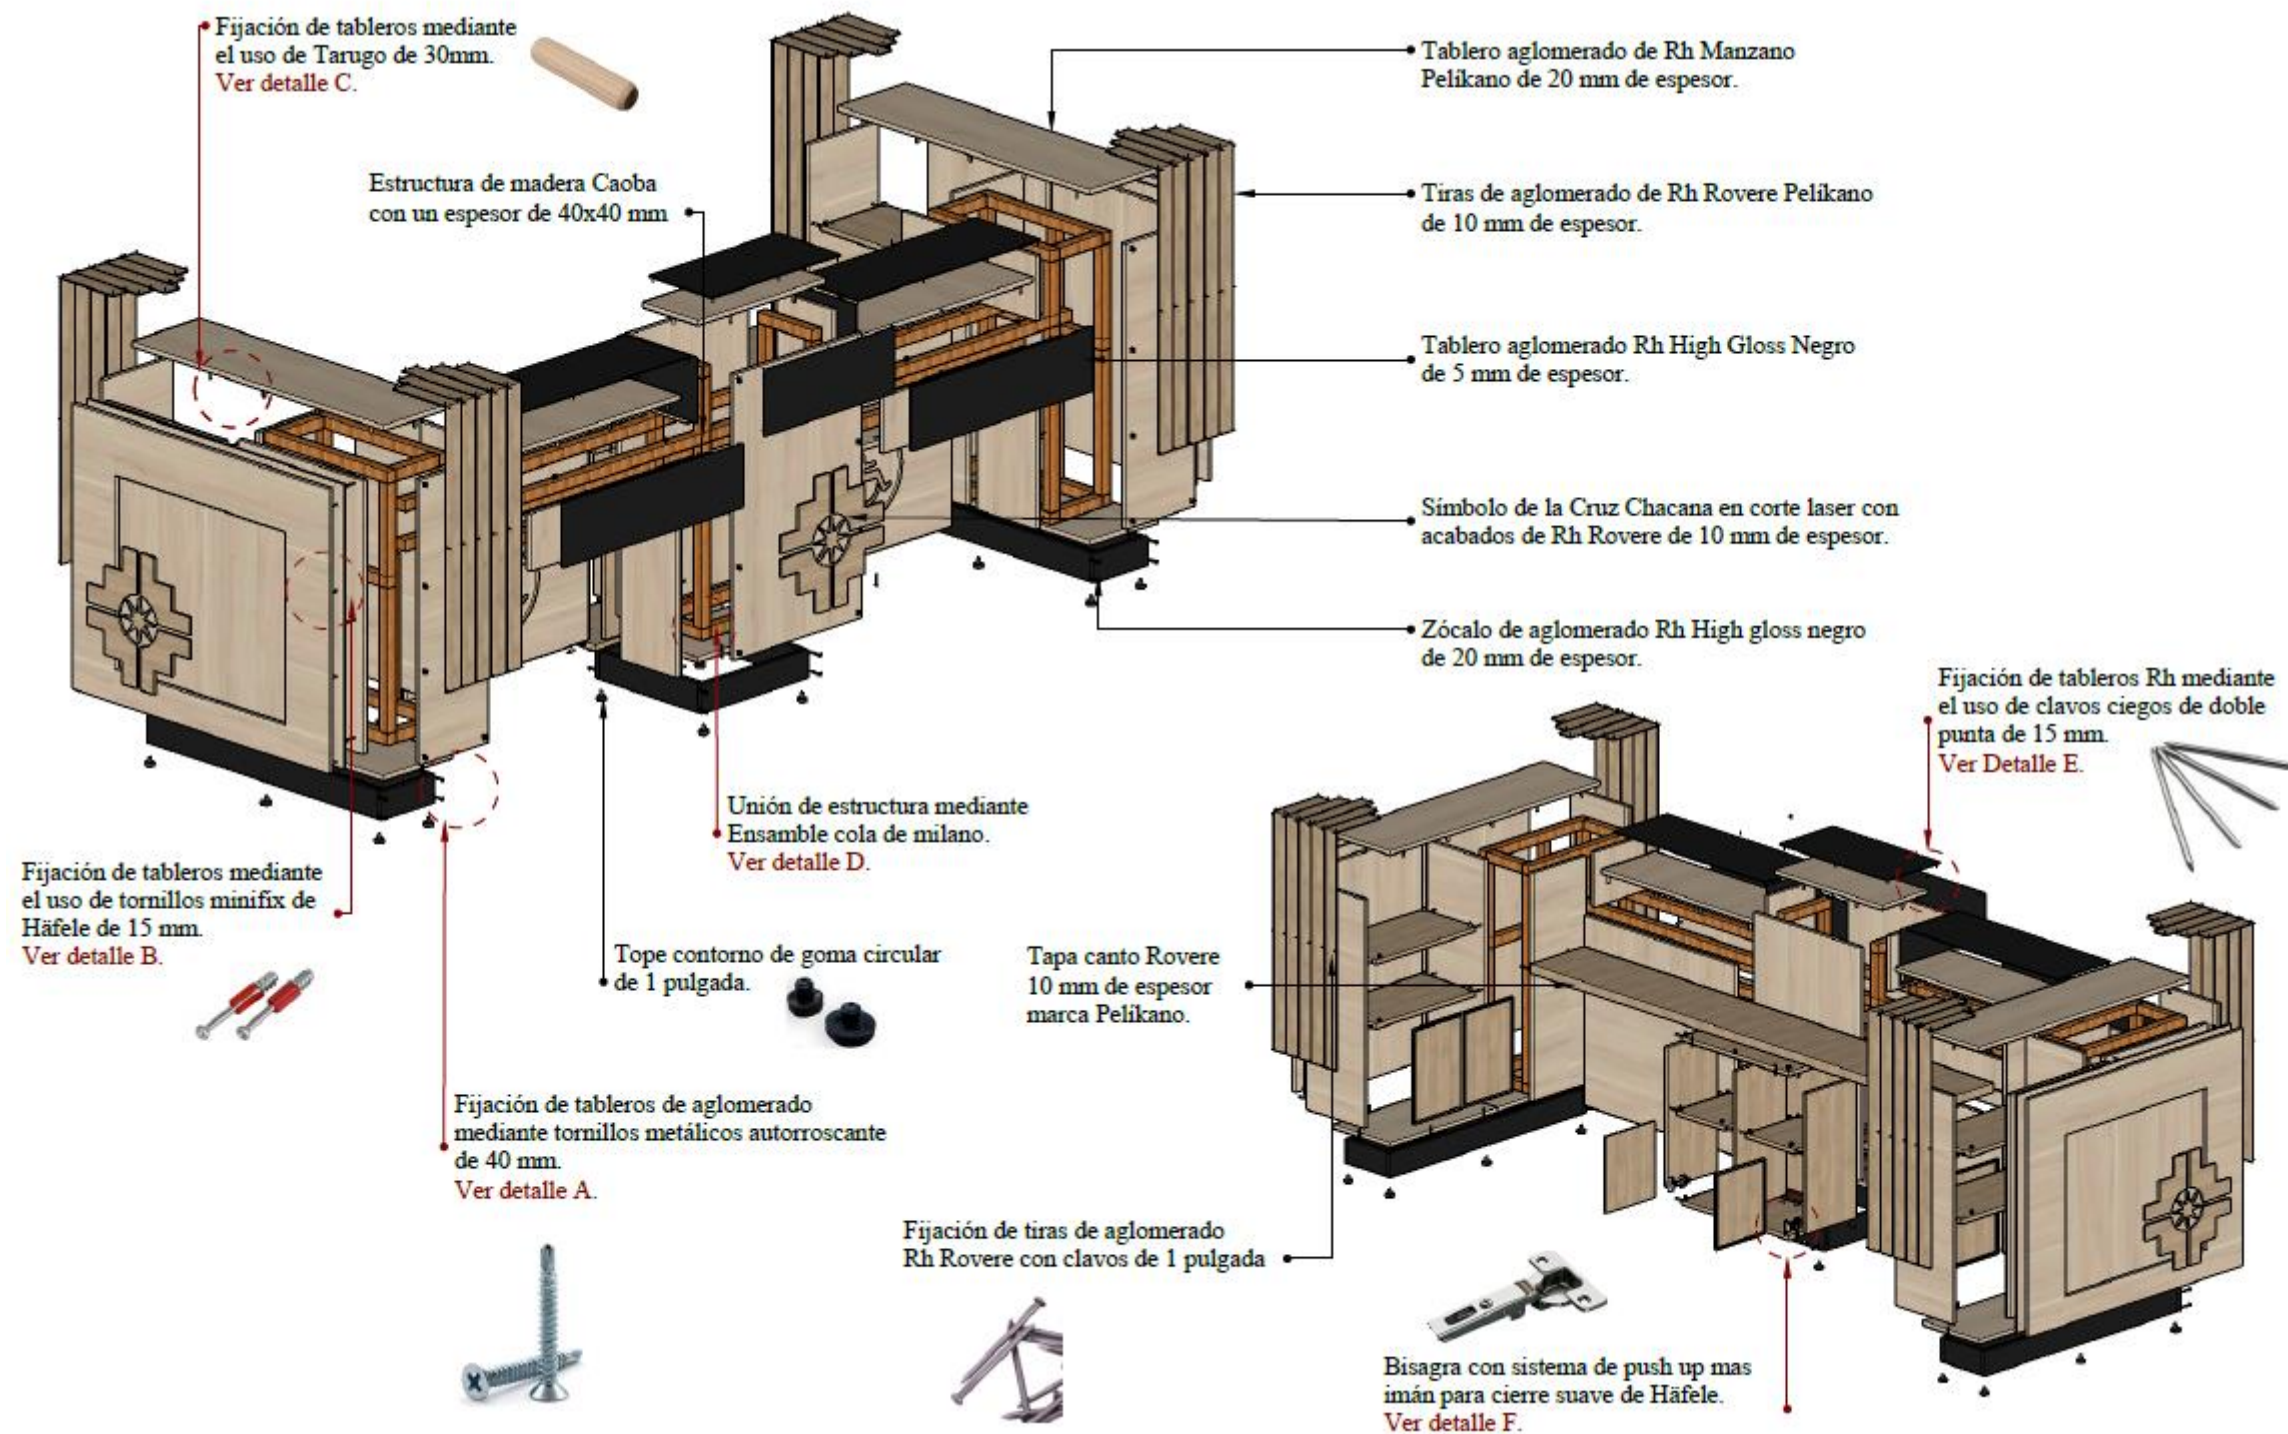 Fijación de tableros mediante
el uso de Tarugo de 30mm.
Ver detalle C.
Estructura de madera Caoba
con un espesor de 40x40 mm
Tablero aglomerado de Rh Manzano
Pelíkano de 20 mm de espesor.
Tiras de aglomerado de Rh Rovere Pelíkano
de 10 mm de espesor.
Tablero aglomerado Rh High Gloss Negro
de 5 mm de espesor.
Símbolo de la Cruz Chacana en corte laser con
acabados de Rh Rovere de 10 mm de espesor.
Zócalo de aglomerado Rh High gloss negro
de 20 mm de espesor.
Fijación de tableros Rh mediante
el uso de clavos ciegos de doble
punta de 15 mm.
Ver Detalle E.
Unión de estructura mediante
Ensamble cola de milano.
Ver detalle D.
Fijación de tableros mediante
el uso de tornillos minifix de
Häfele de 15 mm.
Ver detalle B.
Tope contorno de goma circular
de 1 pulgada.
Tapa canto Rovere
10 mm de espesor
marca Pelíkano.
Fijación de tableros de aglomerado
mediante tornillos metálicos autorroscante
de 40 mm.
Ver detalle A.
Fijación de tiras de aglomerado
Rh Rovere con clavos de 1 pulgada
Bisagra con sistema de push up mas
imán para cierre suave de Häfele.
Ver detalle F.